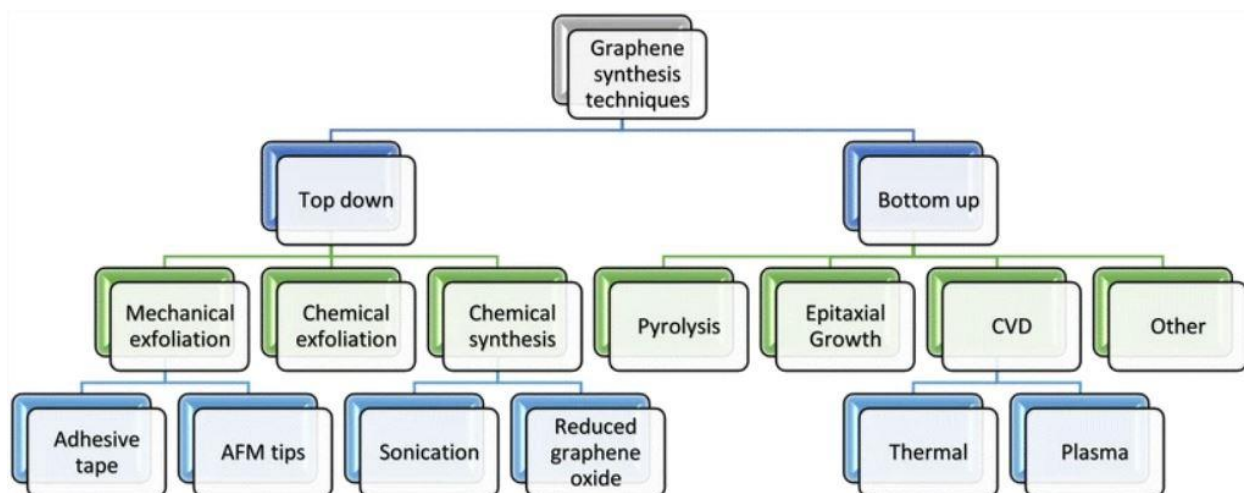 Graphene
synthesis
techniques
Top down
Bottom up
Mechanical
exfoliation
Chemical
exfoliation
Chemical
synthesis
Pyrolysis
Epitaxial
Growth
CVD
Other
Adhesive
tape
AFM tips
Sonication
Reduced
graphene
oxide
Thermal
Plasma